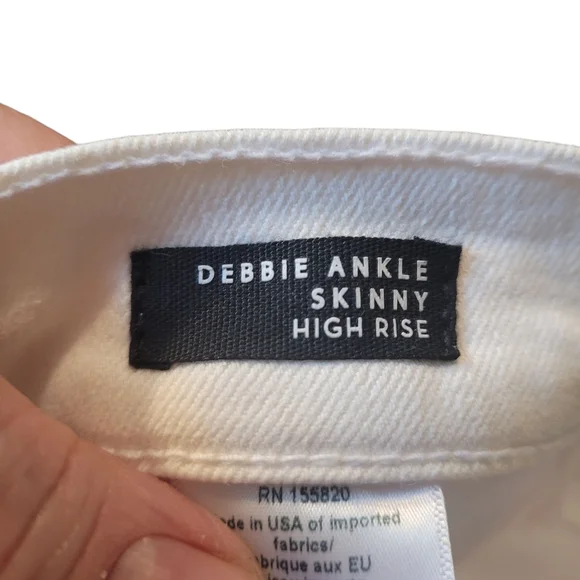 DEBBIE ANKLE
SKINNY
HIGH RISE
RN 155820
in USA of imported
fabrics/
aux EU